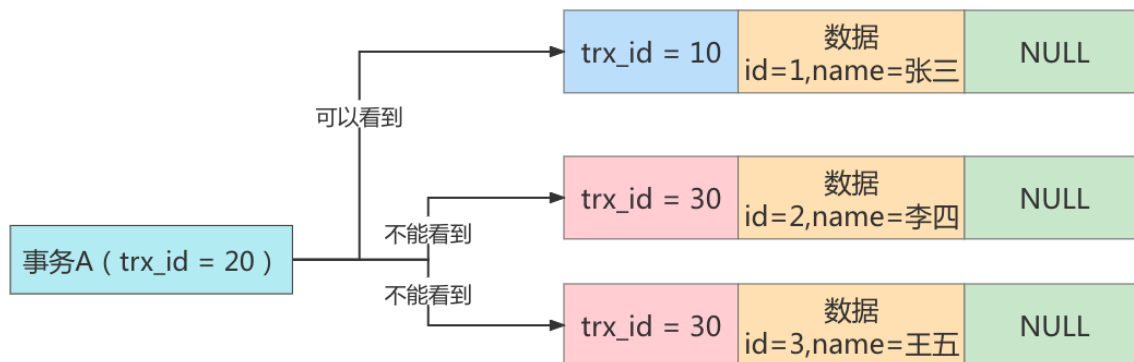 trx_id = 10
数据
id=1,name=张三
NULL
可以看到
trx_id = 30
数据
id=2,name=李四
NULL
不能看到
事务A（trx_id = 20）
不能看到
trx_id = 30
数据
id=3,name=王五
NULL